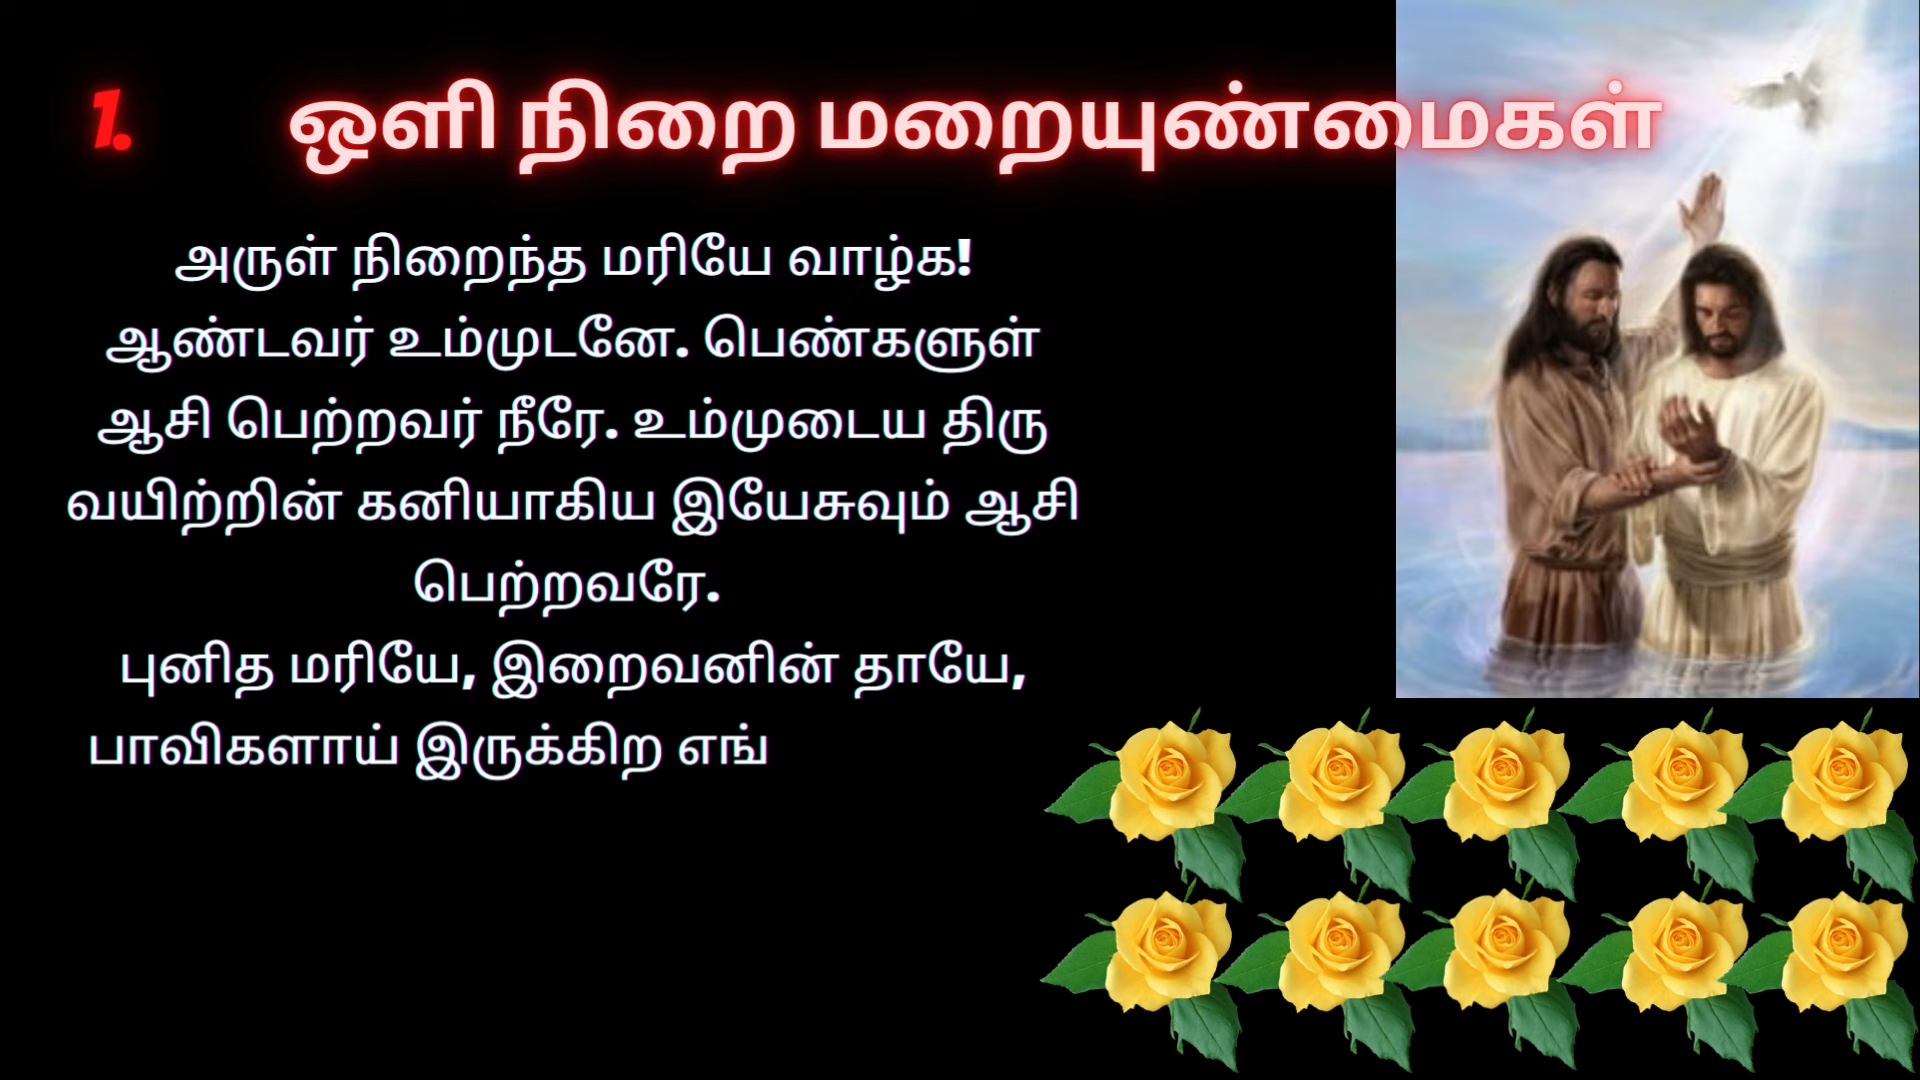 1. ஒளி நிறை மறையுண்மைகள்
அருள் நிறைந்த மரியே வாழ்க!
ஆண்டவர் உம்முடனே. பெண்களுள்
ஆசி பெற்றவர் நீரே. உம்முடைய திரு
வயிற்றின் கனியாகிய இயேசுவும் ஆசி
பெற்றவரே.
புனித மரியே, இறைவனின் தாயே,
பாவிகளாய் இருக்கிற எங்